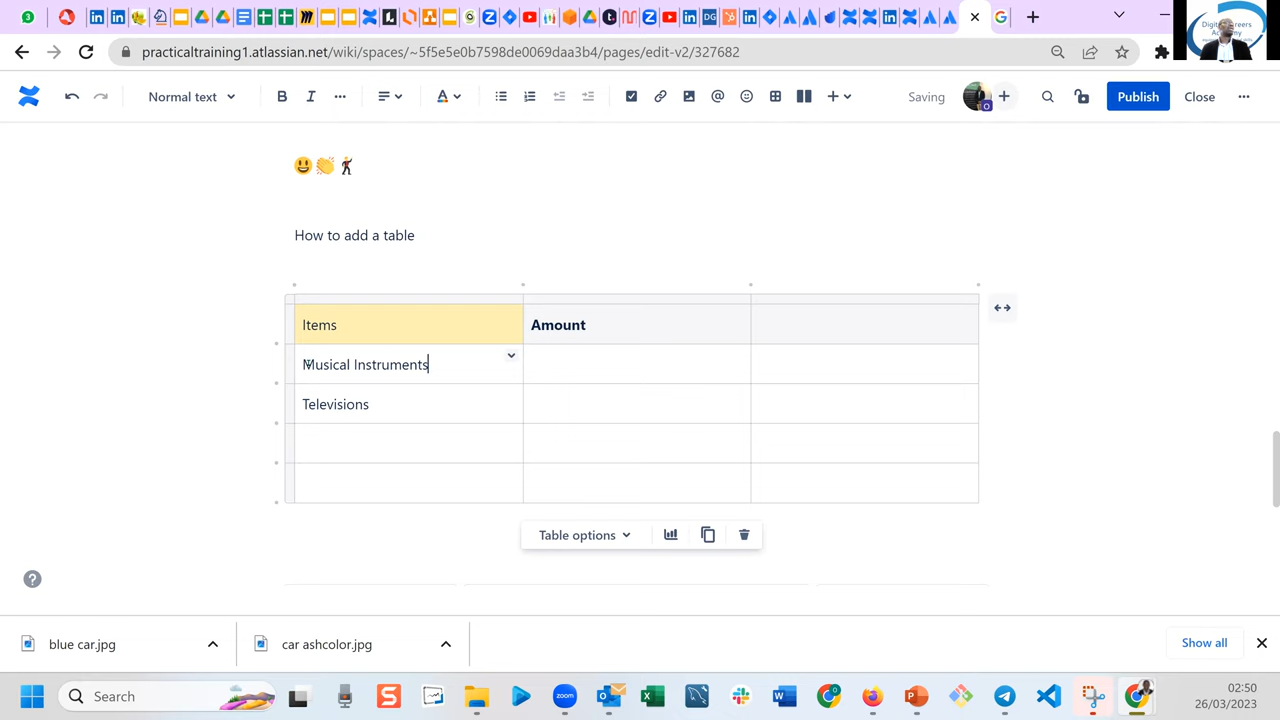 practicaltraining1.atlassian.net/wiki/spaces/~5f5e5e0b7598de0069daa3b4/pages/edit-v2/327682
Normal text
Saving
Publish
Close
How to add a table
Items Amount
Musical Instruments
Televisions
Table options
blue car.jpg
car ashcolor.jpg
Show all
Search
02:50
26/03/2023